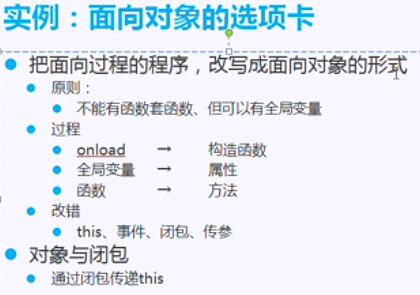 实例：面向对象的选项卡
把面向过程的程序，改写成面向对象的形式
原则：
不能有函数套函数、但可以有全局变量
过程
onload → 构造函数
全局变量 → 属性
函数 → 方法
改错
this、事件、闭包、传参
对象与闭包
通过闭包传递this